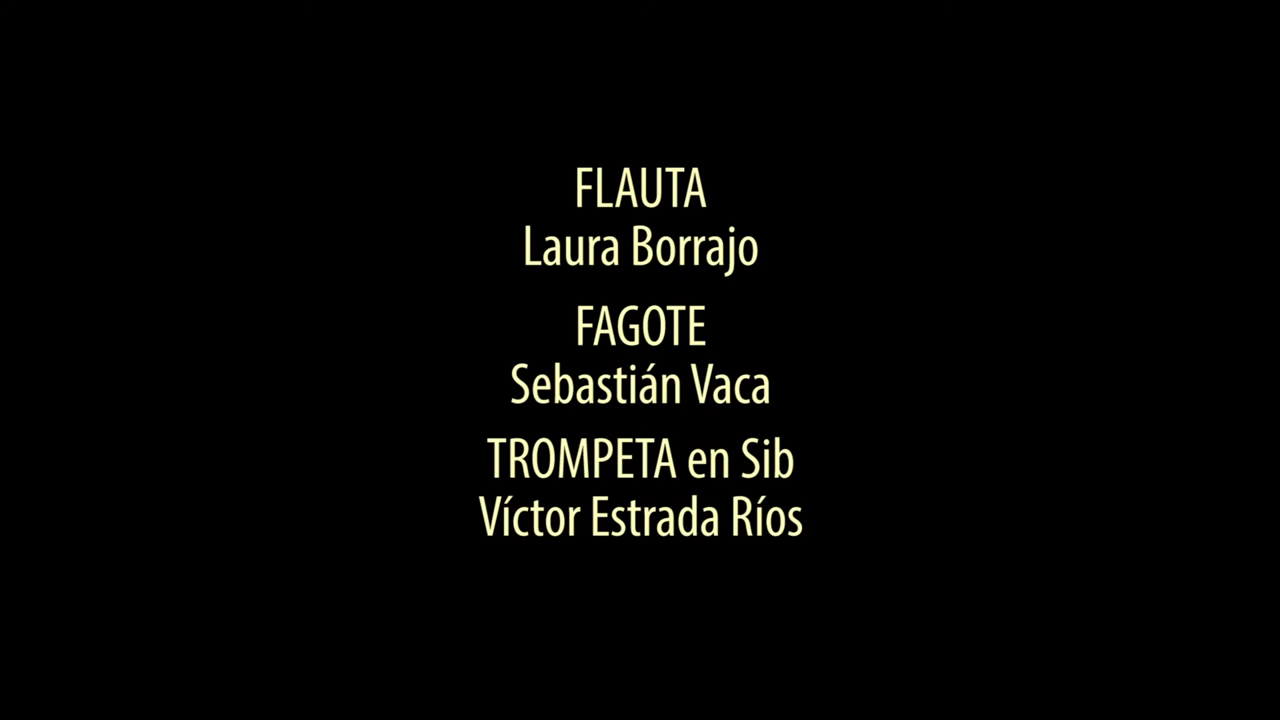 FLAUTA
Laura Borrajo
FAGOTE
Sebastián Vaca
TROMPETA en Sib
Víctor Estrada Ríos